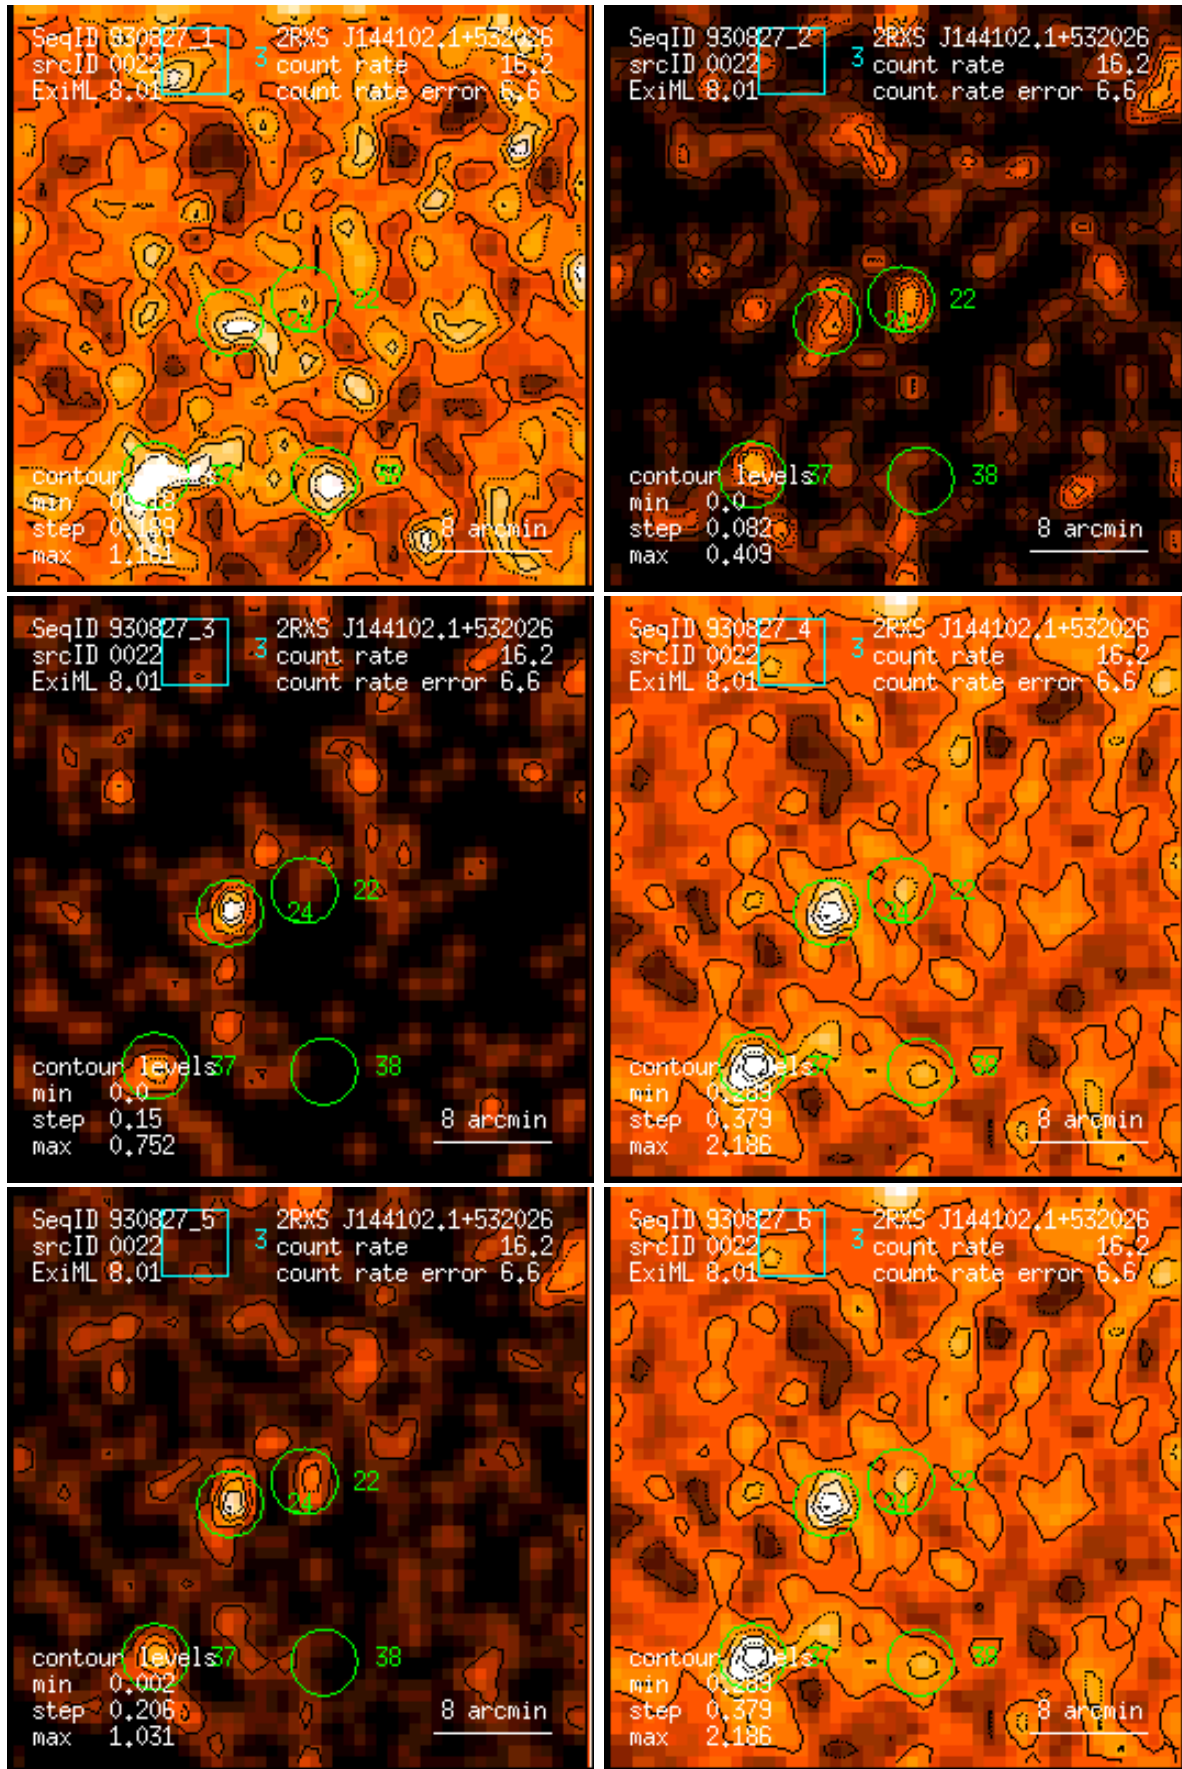 SeqID 930827_1 2RXS J144102.1+532026
srcID 0022 3 count rate 16.2
ExiML 8.01 count rate error 6.6
22
24
37 38
contour
min 0.18
step 0.189
max 1.161
8 arcmin
SeqID 930827_2 2RXS J144102.1+532026
srcID 0022 3 count rate 16.2
ExiML 8.01 count rate error 6.6
22
24
contour levels 37 38
min 0.0
step 0.082
max 0.409
8 arcmin
SeqID 930827_3 2RXS J144102.1+532026
srcID 0022 3 count rate 16.2
ExiML 8.01 count rate error 6.6
22
24
contour levels 37 38
min 0.0
step 0.15
max 0.752
8 arcmin
SeqID 930827_4 2RXS J144102.1+532026
srcID 0022 3 count rate 16.2
ExiML 8.01 count rate error 6.6
22
24
contour levels 37 38
min 0.289
step 0.379
max 2.186
8 arcmin
SeqID 930827_5 2RXS J144102.1+532026
srcID 0022 3 count rate 16.2
ExiML 8.01 count rate error 6.6
22
24
contour levels 37 38
min 0.002
step 0.206
max 1.031
8 arcmin
SeqID 930827_6 2RXS J144102.1+532026
srcID 0022 3 count rate 16.2
ExiML 8.01 count rate error 6.6
22
24
contour levels 37 38
min 0.289
step 0.379
max 2.186
8 arcmin